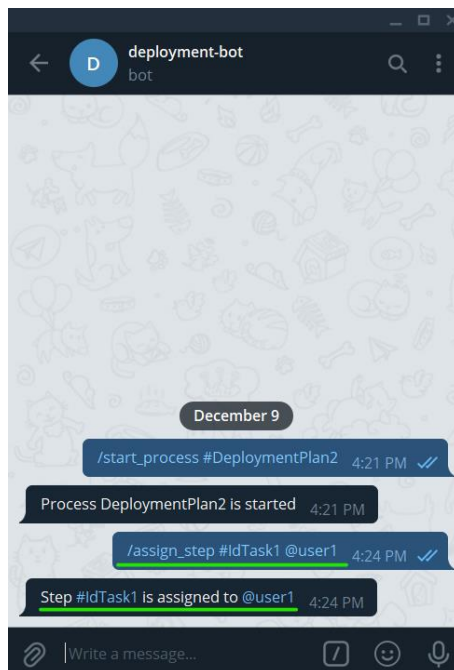 deployment-bot
D
bot
December 9
/start_process #DeploymentPlan2 4:21 PM
Process DeploymentPlan2 is started 4:21 PM
/assign_step #IdTask1 @user1 4:24 PM
Step #IdTask1 is assigned to @user1 4:24 PM
Write a message...